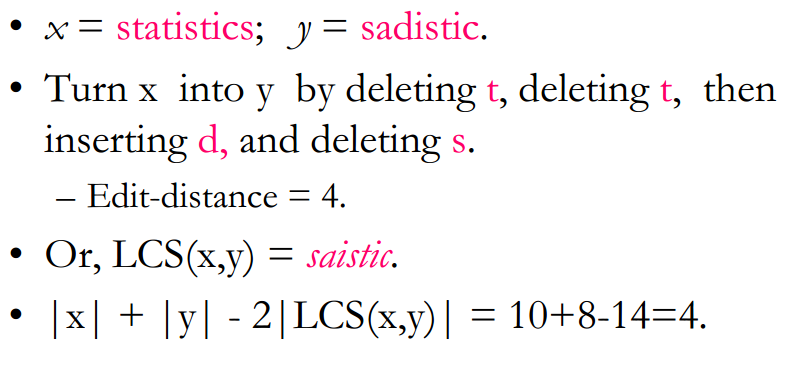 • x = statistics; y = sadistic.
• Turn x into y by deleting t, deleting t, then
inserting d, and deleting s.
– Edit-distance = 4.
• Or, LCS(x,y) = saistic.
• |x| + |y| - 2|LCS(x,y)| = 10+8-14=4.